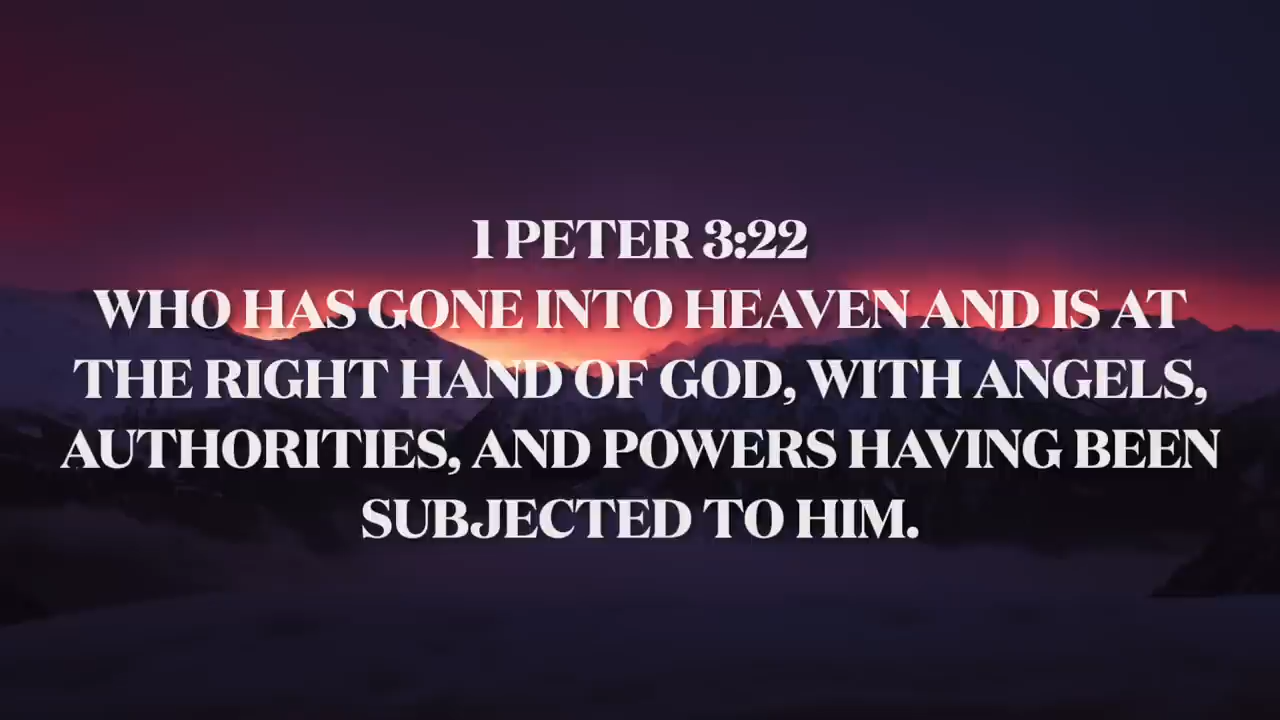 1 PETER 3:22
WHO HAS GONE INTO HEAVEN AND IS AT
THE RIGHT HAND OF GOD, WITH ANGELS,
AUTHORITIES, AND POWERS HAVING BEEN
SUBJECTED TO HIM.